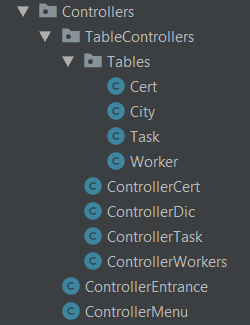 Controllers
TableControllers
Tables
Cert
City
Task
Worker
ControllerCert
ControllerDic
ControllerTask
ControllerWorkers
ControllerEntrance
ControllerMenu